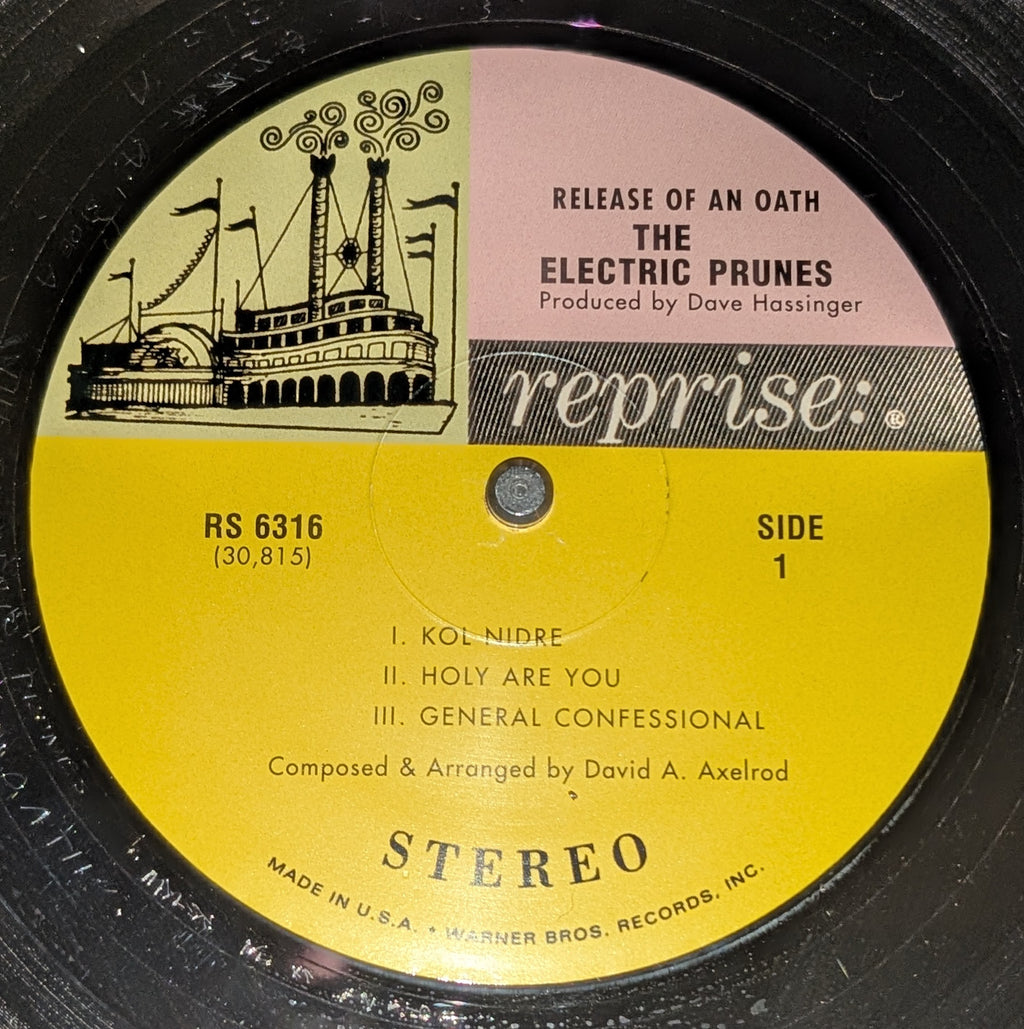 RELEASE OF AN OATH
THE
ELECTRIC PRUNES
Produced by Dave Hassinger
reprise:®
RS 6316
(30,815)
SIDE
1
I. KOL NIDRE
II. HOLY ARE YOU
III. GENERAL CONFESSIONAL
Composed & Arranged by David A. Axelrod
STEREO
MADE IN U.S.A. • WARNER BROS. RECORDS, INC.